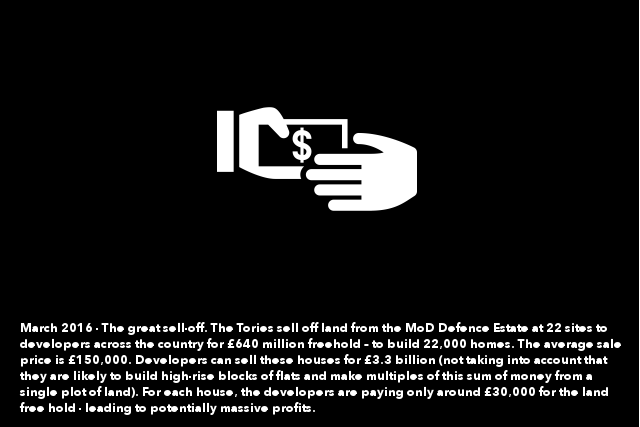 $
March 2016 - The great sell-off. The Tories sell off land from the MoD Defence Estate at 22 sites to
developers across the country for £640 million freehold – to build 22,000 homes. The average sale
price is £150,000. Developers can sell these houses for £3.3 billion (not taking into account that
they are likely to build high-rise blocks of flats and make multiples of this sum of money from a
single plot of land). For each house, the developers are paying only around £30,000 for the land
free hold - leading to potentially massive profits.